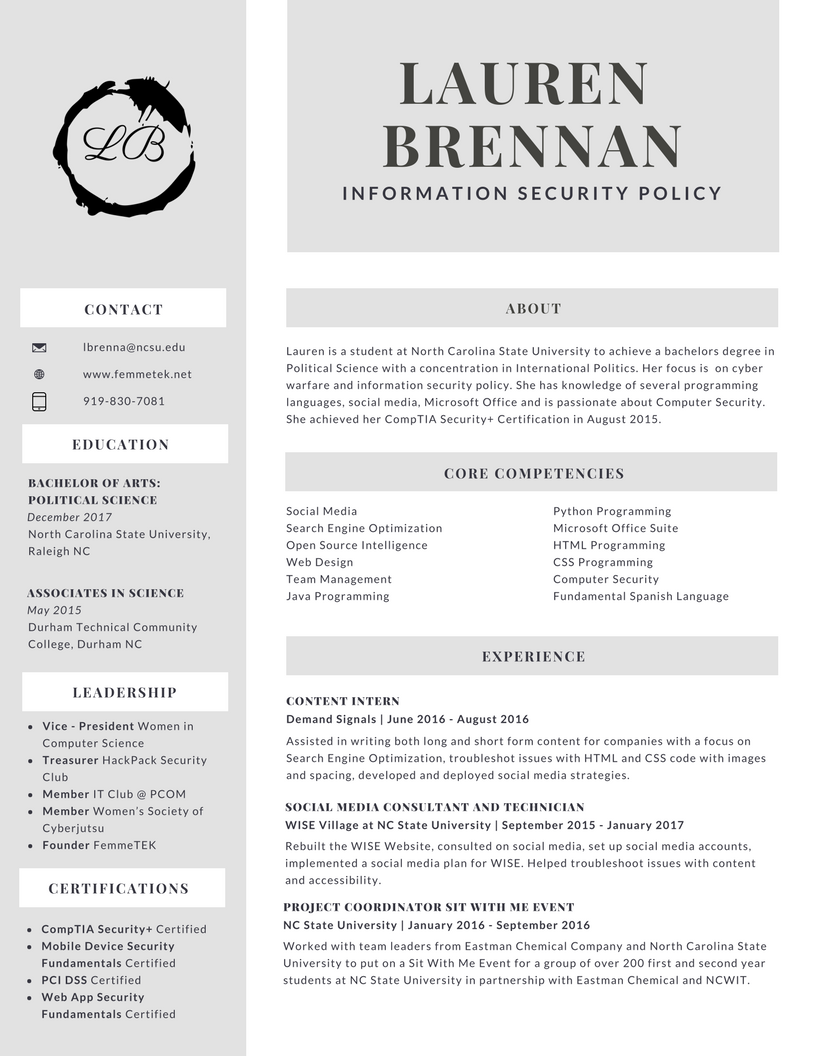 LB
CONTACT
lbrenna@ncsu.edu
www.femmetek.net
919-830-7081
EDUCATION
BACHELOR OF ARTS:
POLITICAL SCIENCE
December 2017
North Carolina State University,
Raleigh NC
ASSOCIATES IN SCIENCE
May 2015
Durham Technical Community
College, Durham NC
LEADERSHIP
• Vice - President Women in
Computer Science
• Treasurer HackPack Security
Club
• Member IT Club @ PCOM
• Member Women's Society of
Cyberjutsu
• Founder FemmeTEK
CERTIFICATIONS
• CompTIA Security+ Certified
• Mobile Device Security
Fundamentals Certified
• PCI DSS Certified
• Web App Security
Fundamentals Certified
LAUREN
BRENNAN
INFORMATION SECURITY POLICY
ABOUT
Lauren is a student at North Carolina State University to achieve a bachelors degree in
Political Science with a concentration in International Politics. Her focus is on cyber
warfare and information security policy. She has knowledge of several programming
languages, social media, Microsoft Office and is passionate about Computer Security.
She achieved her CompTIA Security+ Certification in August 2015.
CORE COMPETENCIES
Social Media
Search Engine Optimization
Open Source Intelligence
Web Design
Team Management
Java Programming
Python Programming
Microsoft Office Suite
HTML Programming
CSS Programming
Computer Security
Fundamental Spanish Language
EXPERIENCE
CONTENT INTERN
Demand Signals | June 2016 - August 2016
Assisted in writing both long and short form content for companies with a focus on
Search Engine Optimization, troubleshot issues with HTML and CSS code with images
and spacing, developed and deployed social media strategies.
SOCIAL MEDIA CONSULTANT AND TECHNICIAN
WISE Village at NC State University | September 2015 - January 2017
Rebuilt the WISE Website, consulted on social media, set up social media accounts,
implemented a social media plan for WISE. Helped troubleshoot issues with content
and accessibility.
PROJECT COORDINATOR SIT WITH ME EVENT
NC State University | January 2016 - September 2016
Worked with team leaders from Eastman Chemical Company and North Carolina State
University to put on a Sit With Me Event for a group of over 200 first and second year
students at NC State University in partnership with Eastman Chemical and NCWIT.